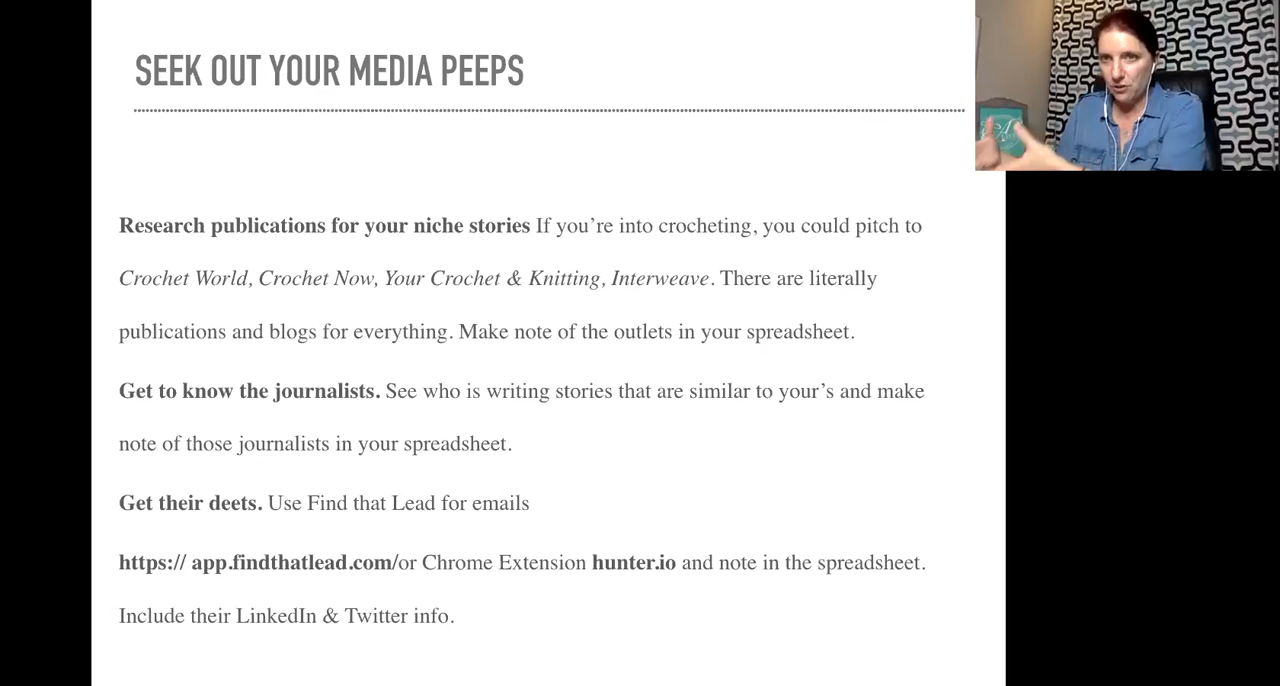 SEEK OUT YOUR MEDIA PEEPS
Research publications for your niche stories If you’re into crocheting, you could pitch to
Crochet World, Crochet Now, Your Crochet & Knitting, Interweave. There are literally
publications and blogs for everything. Make note of the outlets in your spreadsheet.
Get to know the journalists. See who is writing stories that are similar to your’s and make
note of those journalists in your spreadsheet.
Get their deets. Use Find that Lead for emails
https:// app.findthatlead.com/or Chrome Extension hunter.io and note in the spreadsheet.
Include their LinkedIn & Twitter info.